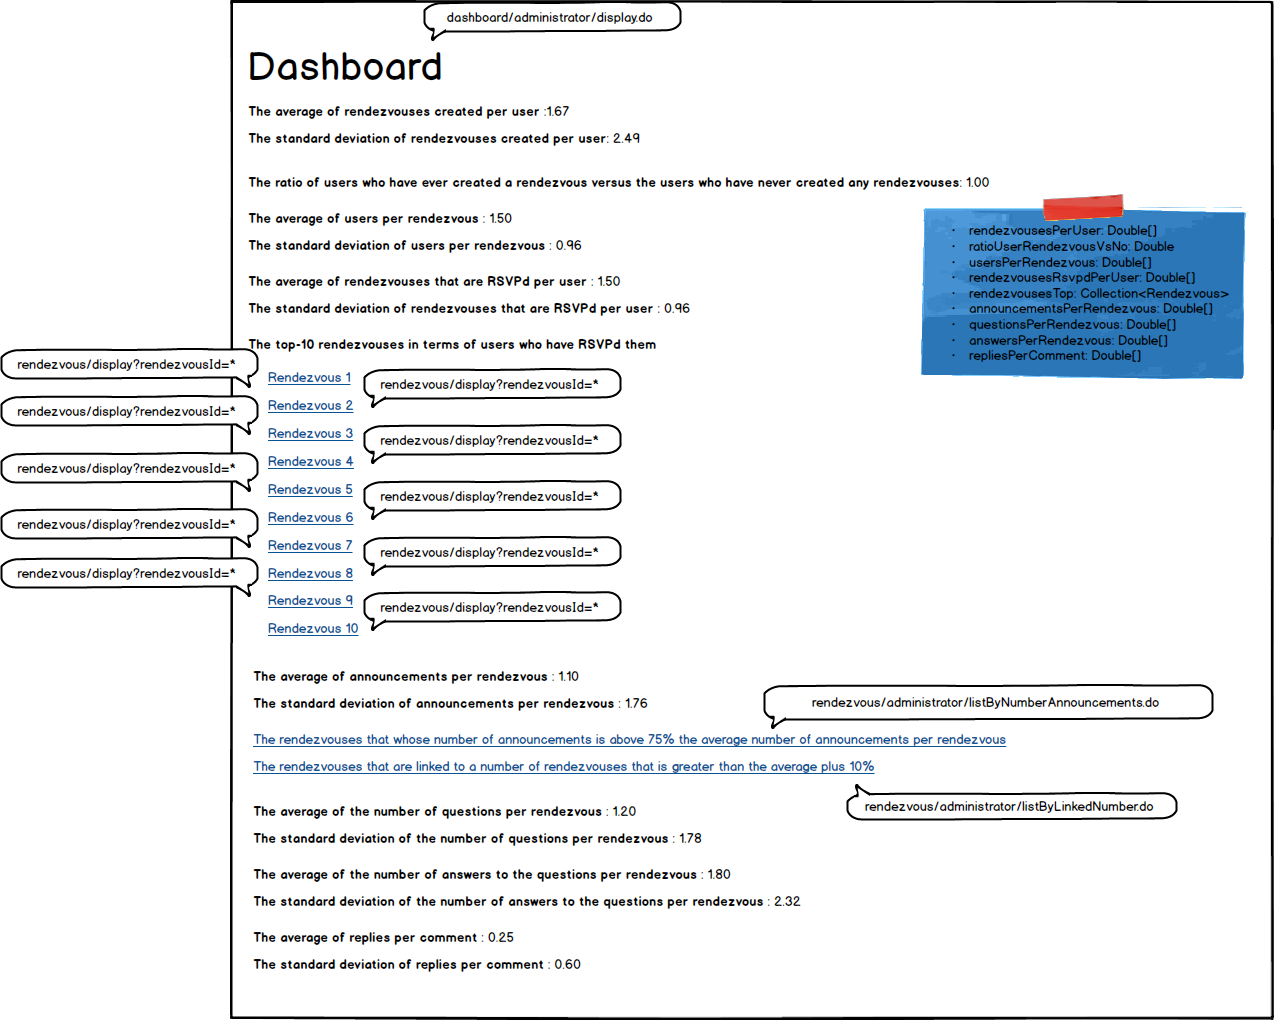 dashboard/administrator/display.do
Dashboard
The average of rendezvouses created per user :1.67
The standard deviation of rendezvouses created per user: 2.49
The ratio of users who have ever created a rendezvous versus the users who have never created any rendezvouses: 1.00
The average of users per rendezvous : 1.50
The standard deviation of users per rendezvous : 0.96
The average of rendezvouses that are RSVPd per user : 1.50
The standard deviation of rendezvouses that are RSVPd per user : 0.96
· rendezvousesPerUser: Double[]
· ratioUserRendezvousVsNo: Double
· usersPerRendezvous: Double[]
· rendezvousesRsvpdPerUser: Double[]
· rendezvousesTop: Collection<Rendezvous>
· announcementsPerRendezvous: Double[]
· questionsPerRendezvous: Double[]
· answersPerRendezvous: Double[]
· repliesPerComment: Double[]
The top-10 rendezvouses in terms of users who have RSVPd them
rendezvous/display?rendezvousId=*
Rendezvous 1
rendezvous/display?rendezvousId=*
rendezvous/display?rendezvousId=*
Rendezvous 2
Rendezvous 3
rendezvous/display?rendezvousId=*
Rendezvous 4
rendezvous/display?rendezvousId=*
Rendezvous 5
rendezvous/display?rendezvousId=*
Rendezvous 6
rendezvous/display?rendezvousId=*
Rendezvous 7
rendezvous/display?rendezvousId=*
rendezvous/display?rendezvousId=*
Rendezvous 8
Rendezvous 9
rendezvous/display?rendezvousId=*
Rendezvous 10
The average of announcements per rendezvous : 1.10
The standard deviation of announcements per rendezvous : 1.76
rendezvous/administrator/listByNumberAnnouncements.do
The rendezvouses that whose number of announcements is above 75% the average number of announcements per rendezvous
The rendezvouses that are linked to a number of rendezvouses that is greater than the average plus 10%
rendezvous/administrator/listByLinkedNumber.do
The average of the number of questions per rendezvous : 1.20
The standard deviation of the number of questions per rendezvous : 1.78
The average of the number of answers to the questions per rendezvous : 1.80
The standard deviation of the number of answers to the questions per rendezvous : 2.32
The average of replies per comment : 0.25
The standard deviation of replies per comment : 0.60